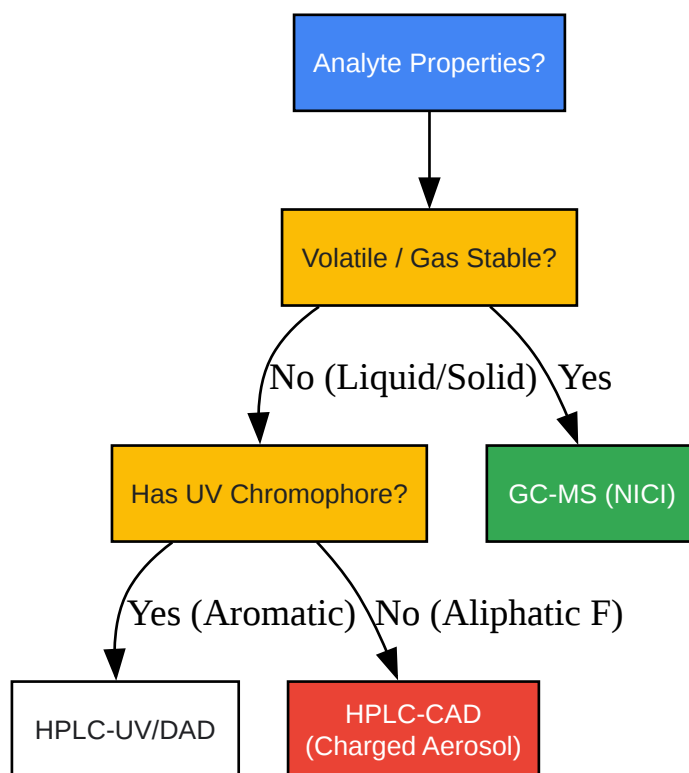 Analyte Properties?
Volatile / Gas Stable?
No (Liquid/Solid)
Yes
Has UV Chromophore?
GC-MS (NICI)
Yes (Aromatic)
No (Aliphatic F)
HPLC-UV/DAD
HPLC-CAD
(Charged Aerosol)